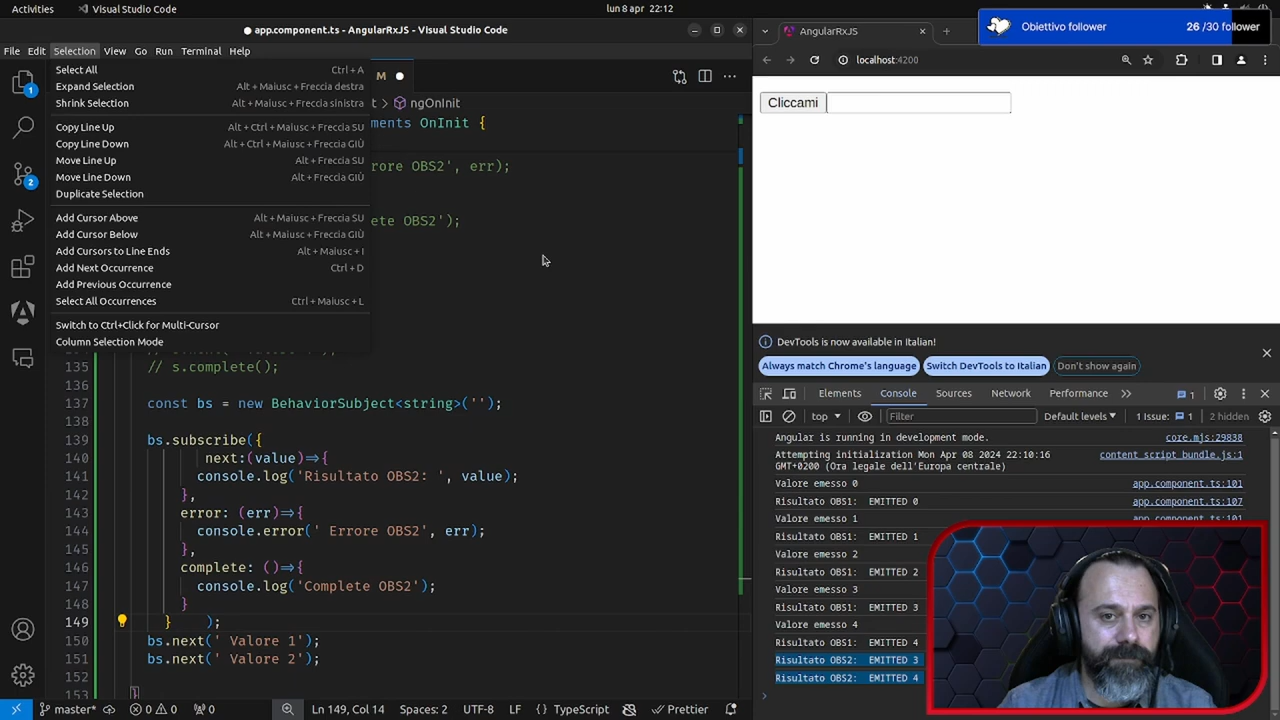 Activities
Visual Studio Code
lun 8 apr 22:12
app.component.ts - AngularRxJS - Visual Studio Code
AngularRxJS
Obiettivo follower
26 /30 follower
File Edit Selection View Go Run Terminal Help
localhost:4200
Select All Ctrl + A
Expand Selection Alt + Maiusc + Freccia destra
Shrink Selection Alt + Maiusc + Freccia sinistra
Copy Line Up Alt + Ctrl + Maiusc + Freccia SU
Copy Line Down Alt + Ctrl + Maiusc + Freccia GIÙ
Move Line Up Alt + Freccia SU
Move Line Down Alt + Freccia GIÙ
Duplicate Selection
Add Cursor Above Alt + Maiusc + Freccia SU
Add Cursor Below Alt + Maiusc + Freccia GIÙ
Add Cursors to Line Ends Alt + Maiusc + I
Add Next Occurrence Ctrl + D
Add Previous Occurrence
Select All Occurrences Ctrl + Maiusc + L
Switch to Ctrl+Click for Multi-Cursor
Column Selection Mode
M
t > ngOnInit
ments OnInit {
rore OBS2', err);
ete OBS2');
135 // s.complete();
136
137 const bs = new BehaviorSubject<string>('');
138
139 bs.subscribe({
140 next:(value)=>{
141 console.log('Risultato OBS2: ', value);
142 },
143 error: (err)=>{
144 console.error(' Errore OBS2', err);
145 },
146 complete: ()=>{
147 console.log('Complete OBS2');
148 }
149 } );
150 bs.next(' Valore 1');
151 bs.next(' Valore 2');
152
153 }
master* 0 0 0 Ln 149, Col 14 Spaces: 2 UTF-8 LF {} TypeScript Prettier
1
2
Cliccami
DevTools is now available in Italian!
Always match Chrome's language Switch DevTools to Italian Don't show again
Elements Console Sources Network Performance 1
top Filter Default levels 1 Issue: 1 2 hidden
Angular is running in development mode. core.mjs:29838
Attempting initialization Mon Apr 08 2024 22:10:16 content_script_bundle.js:1
GMT+0200 (Ora legale dell'Europa centrale)
Valore emesso 0 app.component.ts:101
Risultato OBS1: EMITTED 0 app.component.ts:107
Valore emesso 1 app.component.ts:101
Risultato OBS1: EMITTED 1
Valore emesso 2
Risultato OBS1: EMITTED 2
Valore emesso 3
Risultato OBS1: EMITTED 3
Valore emesso 4
Risultato OBS1: EMITTED 4
Risultato OBS2: EMITTED 3
Risultato OBS2: EMITTED 4